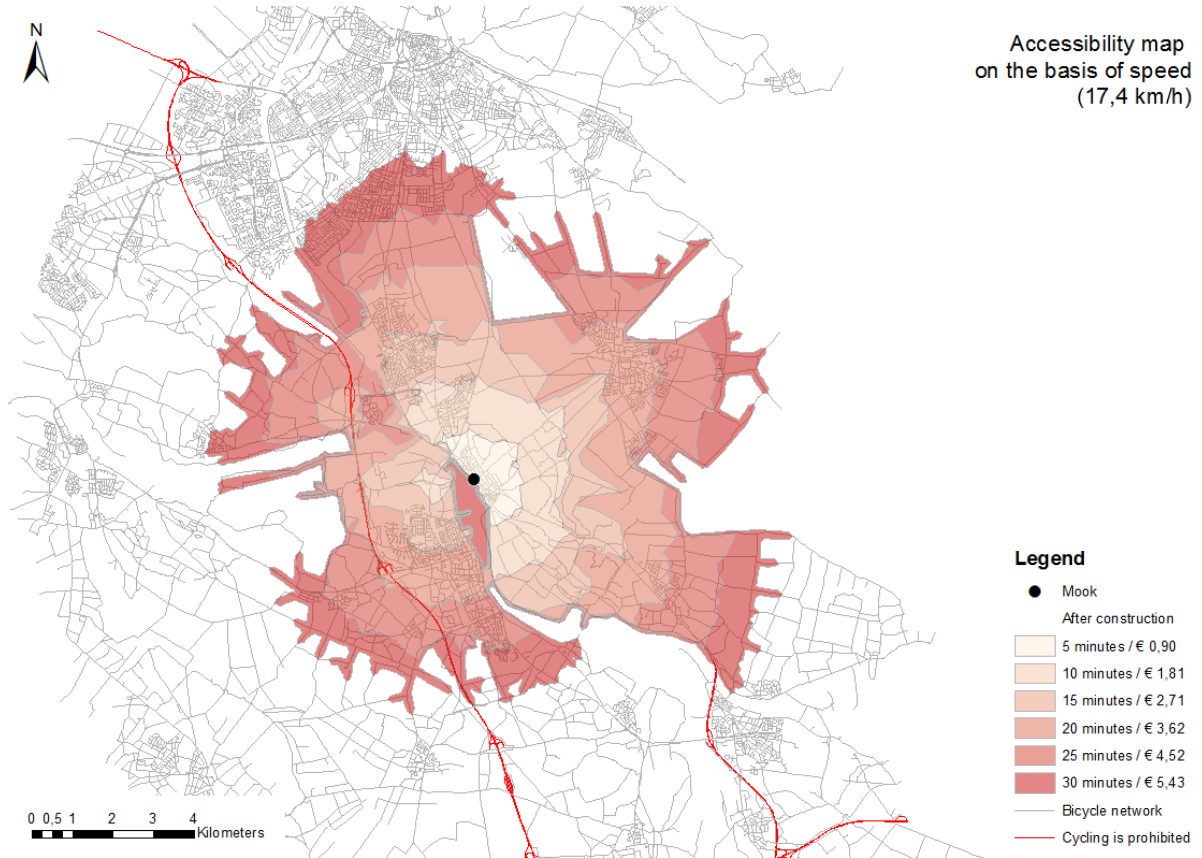 N
Accessibility map
on the basis of speed
(17,4 km/h)
Legend
Mook
After construction
5 minutes / € 0,90
10 minutes / € 1,81
15 minutes / € 2,71
20 minutes / € 3,62
25 minutes / € 4,52
30 minutes / € 5,43
Bicycle network
Cycling is prohibited
0 0,5 1 2 3 4
Kilometers